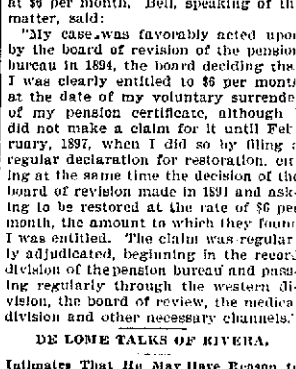 at $6 per month, Bell, speaking of th
matter, said:
"My case was favorably acted upon
by the board of revision of the pension
bureau in 1894, the board deciding tha
I was clearly entitled to $6 per month
at the date of my voluntary surrende
of my pension certificate, although I
did not make a claim for it until Feb
ruary, 1897, when I did so by filing a
regular declaration for restoration, cit
ing at the same time the decision of the
board of revision made in 1891 and ask-
ing to be restored at the rate of $6 per
month, the amount to which they found
I was entitled. The claim was regular
ly adjudicated, beginning in the record
division of the pension bureau and pass
ing regularly through the western di
vision, the board of review, the medica
division and other necessary channels."
DE LOME TALKS OF RIVERA.
Intimates That He May Have Reason t